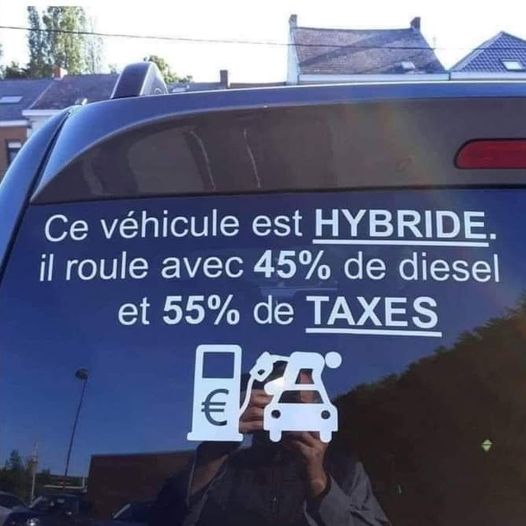 Ce véhicule est HYBRIDE.
il roule avec 45% de diesel
et 55% de TAXES
€